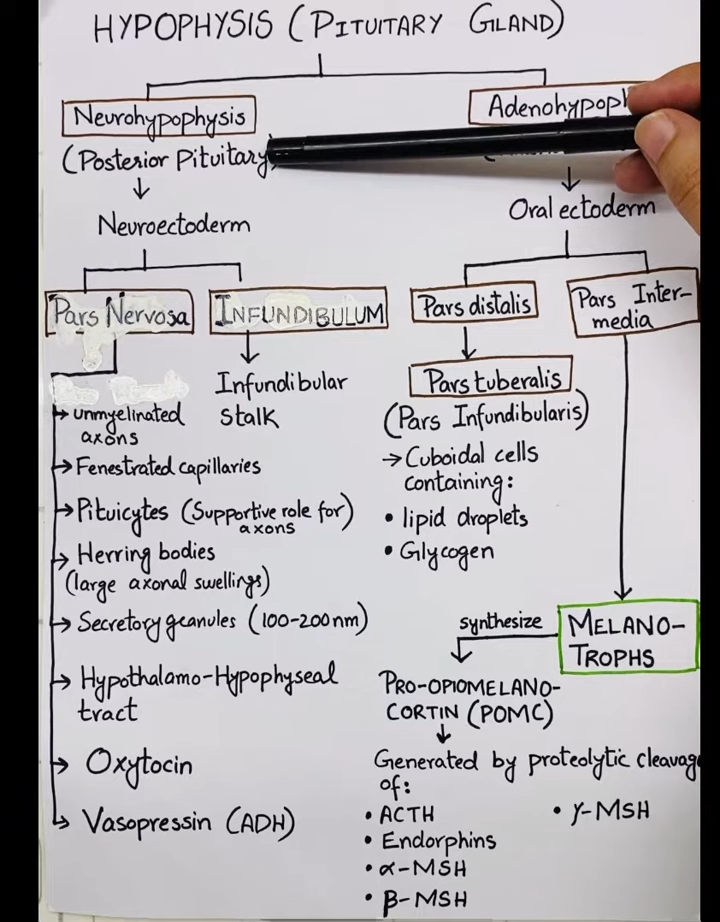 HYPOPHYSIS (PITUITARY GLAND)
Neurohypophysis
(Posterior Pituitary)
Neuroectoderm
Pars Nervosa
unmyelinated
axons
Fenestrated capillaries
Pituicytes (Supportive role for)
axons
Herring bodies
(large axonal swellings)
Secretory granules (100-200nm)
Hypothalamo-Hypophyseal
tract
Oxytocin
Vasopressin (ADH)
INFUNDIBULUM
Infundibular
stalk
Oral ectoderm
Pars distalis
Pars tuberalis
(Pars Infundibularis)
Cuboidal cells
containing:
• lipid droplets
• Glycogen
Pars Inter-
media
MELANO-
TROPHS
synthesize
PRO-OPIOMELANO-
CORTIN (POMC)
Generated by proteolytic cleavag
of:
• ACTH
• Endorphins
• α-MSH
• β-MSH
• γ-MSH